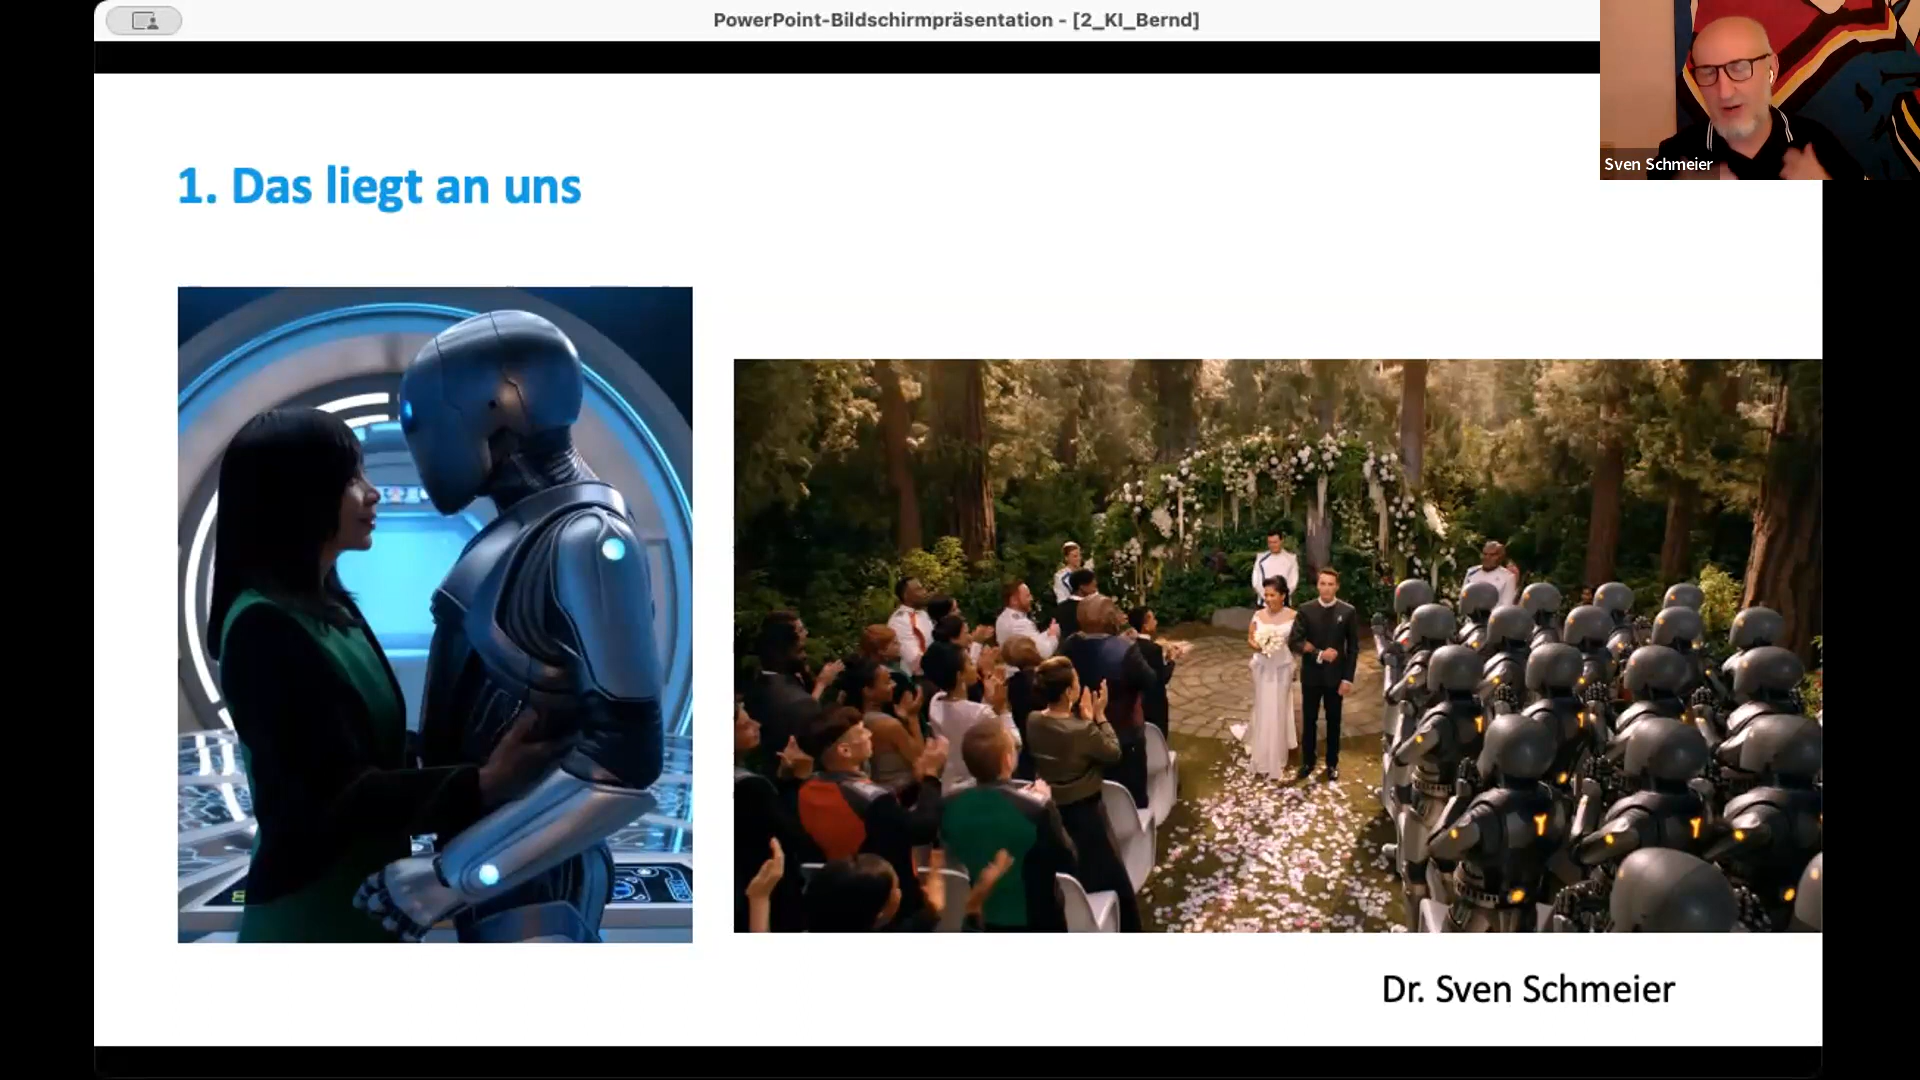 PowerPoint-Bildschirmpräsentation - [2_KI_Bernd]
Sven Schmeier
1. Das liegt an uns
Dr. Sven Schmeier